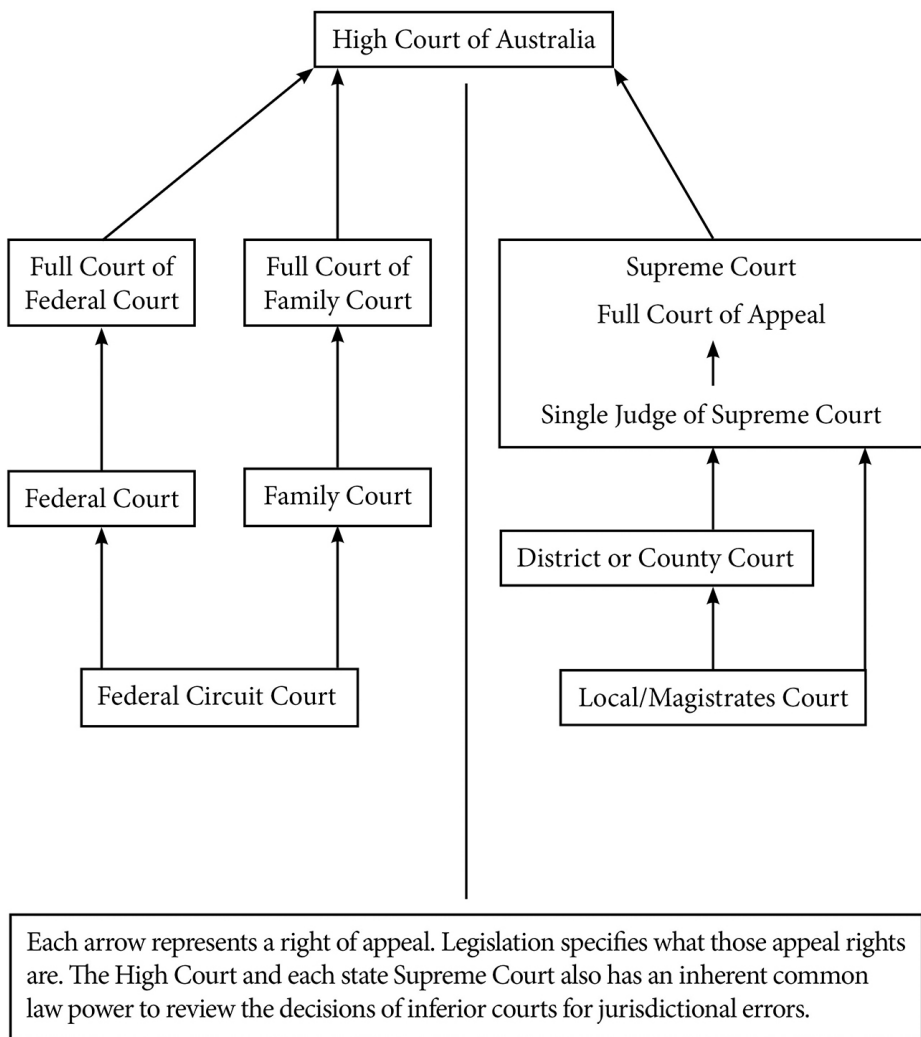 High Court of Australia
Full Court of
Federal Court
Full Court of
Family Court
Supreme Court
Full Court of Appeal
Single Judge of Supreme Court
Federal Court
Family Court
District or County Court
Federal Circuit Court
Local/Magistrates Court
Each arrow represents a right of appeal. Legislation specifies what those appeal rights
are. The High Court and each state Supreme Court also has an inherent common
law power to review the decisions of inferior courts for jurisdictional errors.